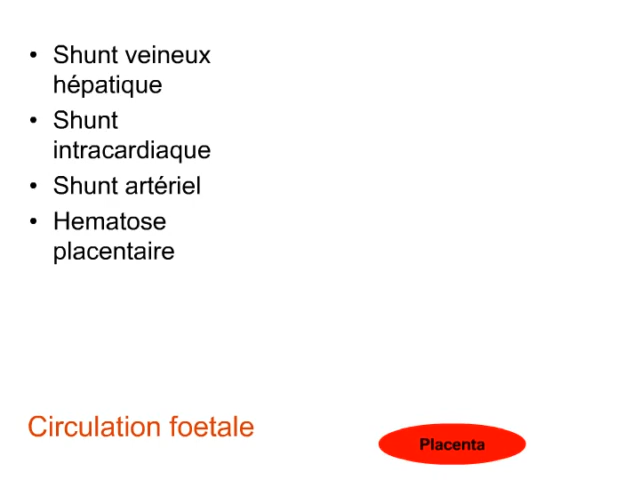 • Shunt veineux
hépatique
• Shunt
intracardiaque
• Shunt artériel
• Hematose
placentaire
Circulation foetale
Placenta